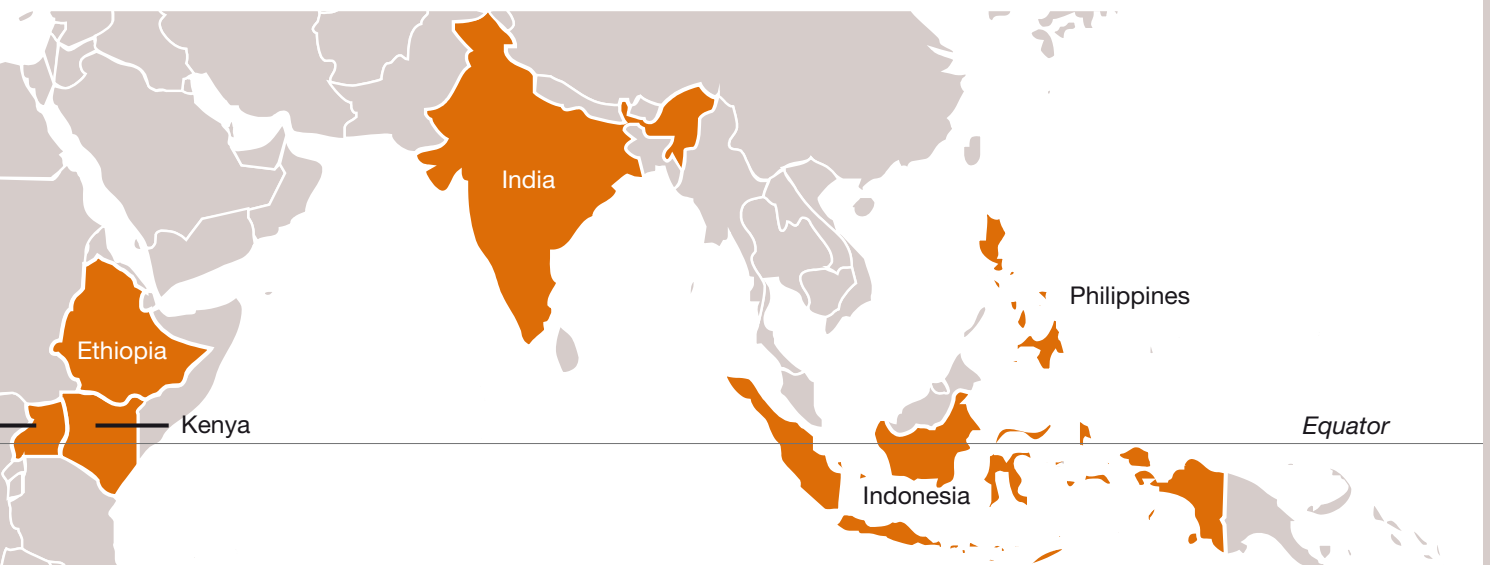 India
Philippines
Ethiopia
Kenya
Equator
Indonesia